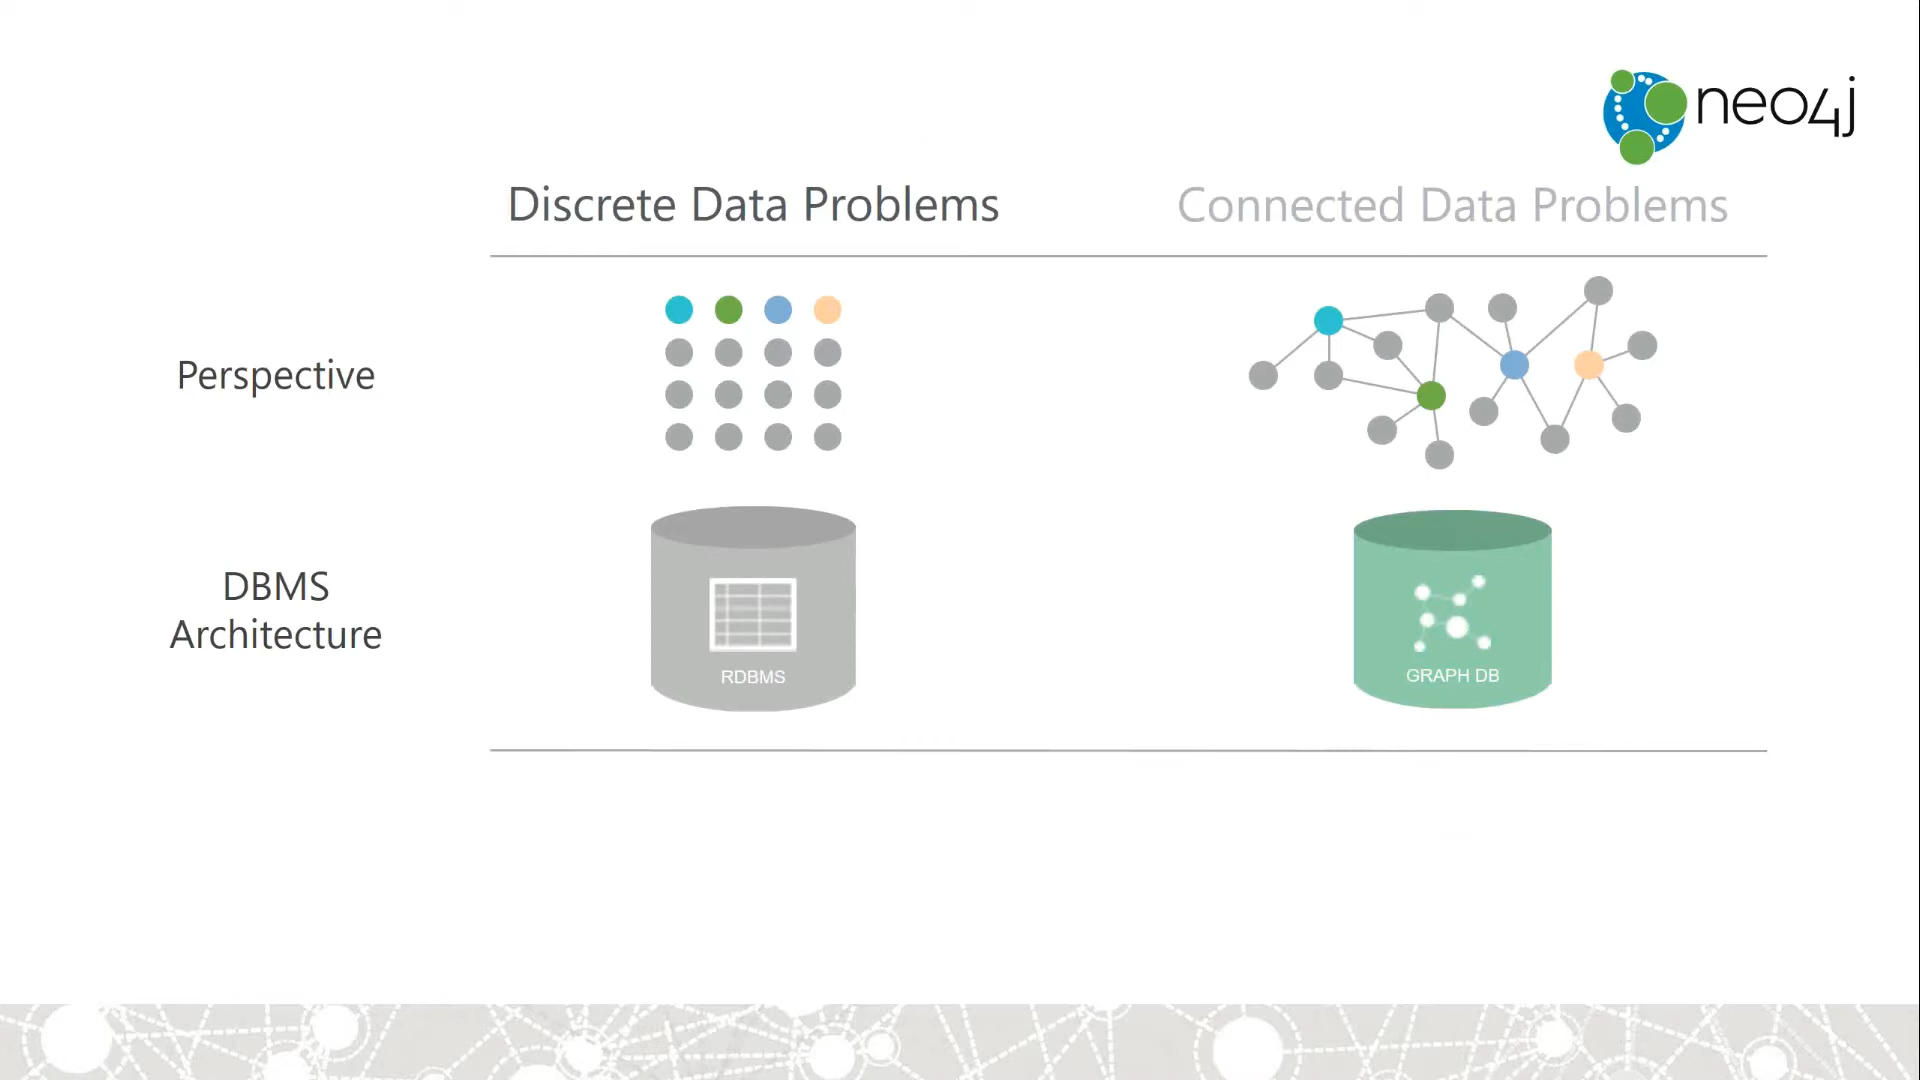 neo4j
Discrete Data Problems
Connected Data Problems
Perspective
DBMS
Architecture
RDBMS
GRAPH DB